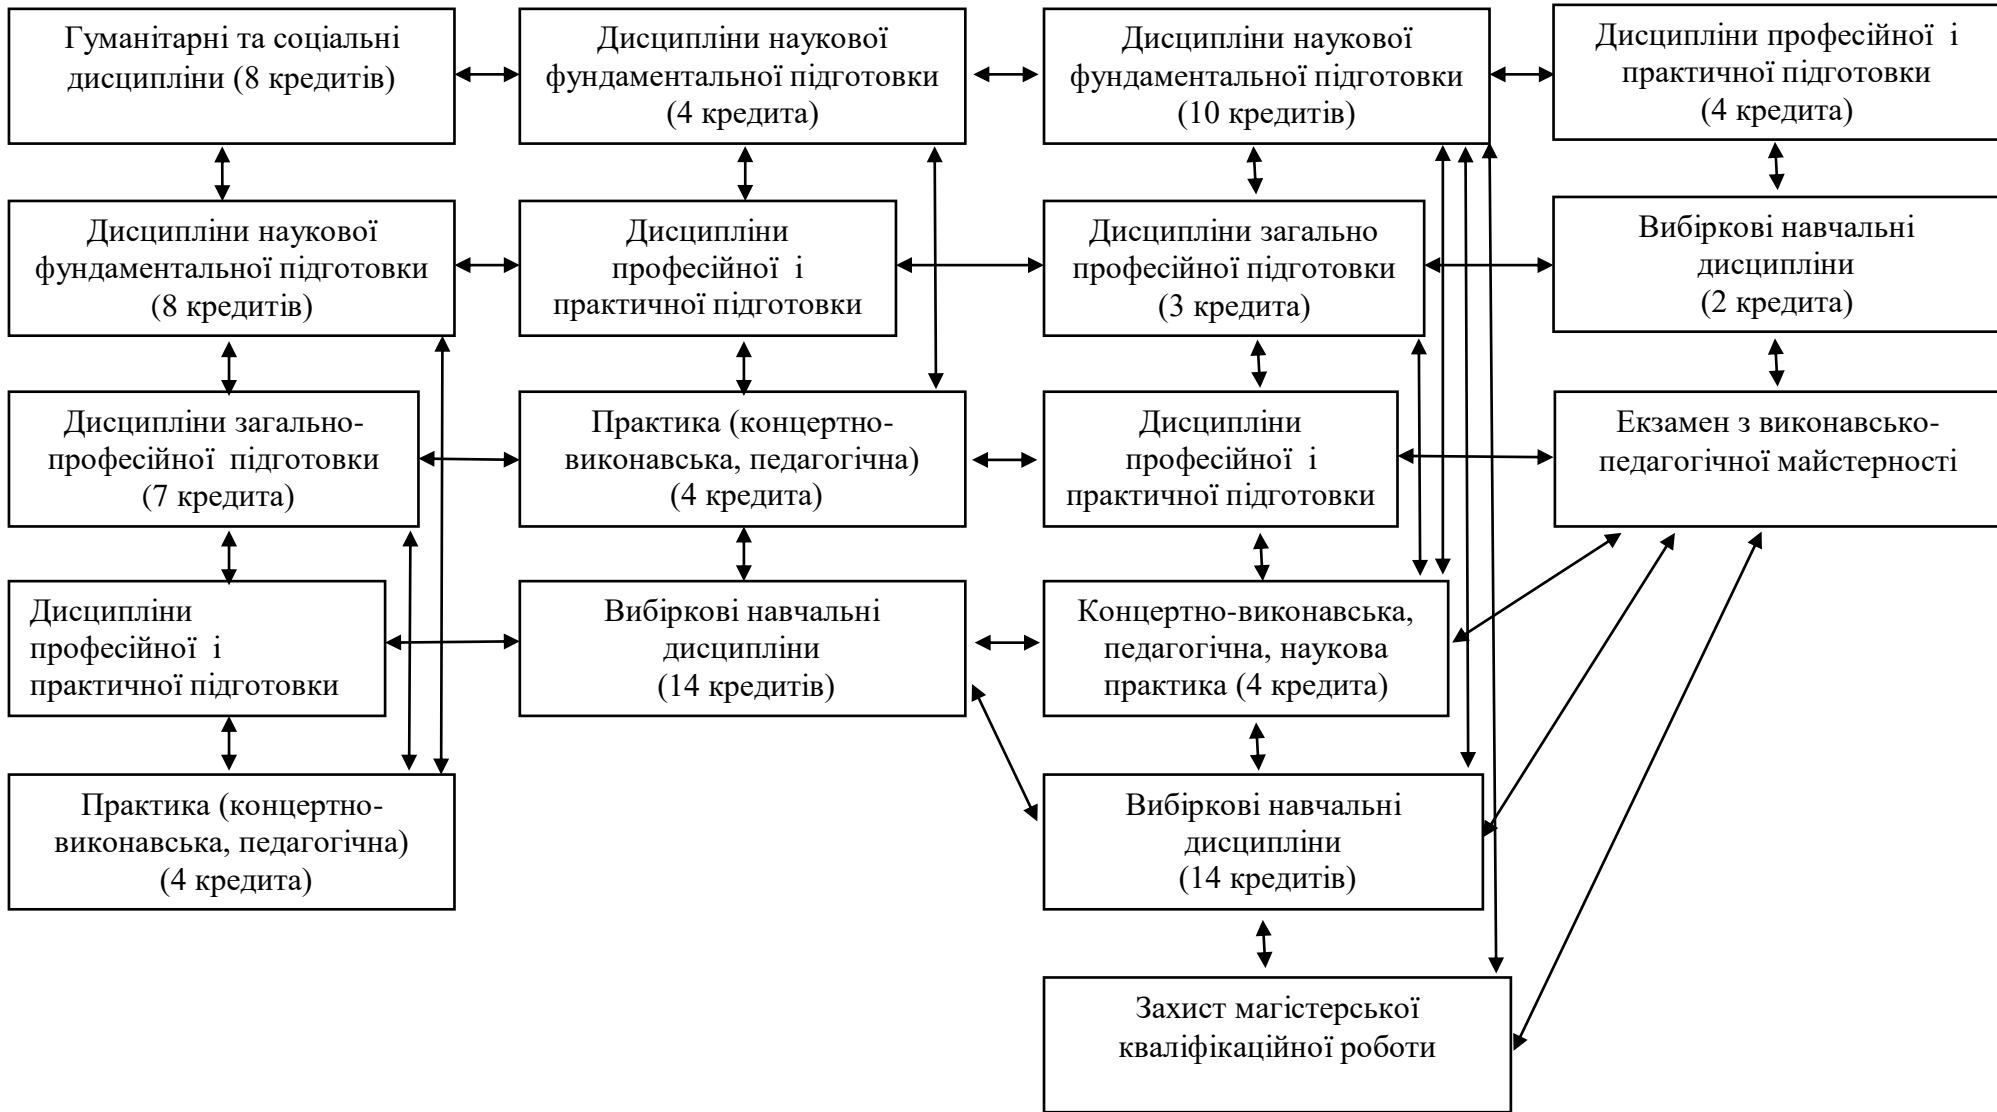 Гуманітарні та соціальні
дисципліни (8 кредитів)
Дисципліни наукової
фундаментальної підготовки
(8 кредитів)
Дисципліни загально-
професійної підготовки
(7 кредита)
Дисципліни
професійної і
практичної підготовки
Практика (концертно-
виконавська, педагогічна)
(4 кредита)
Дисципліни наукової
фундаментальної підготовки
(4 кредита)
Дисципліни
професійної і
практичної підготовки
Практика (концертно-
виконавська, педагогічна)
(4 кредита)
Вибіркові навчальні
дисципліни
(14 кредитів)
Дисципліни наукової
фундаментальної підготовки
(10 кредитів)
Дисципліни загально
професійної підготовки
(3 кредита)
Дисципліни
професійної і
практичної підготовки
Концертно-виконавська,
педагогічна, наукова
практика (4 кредита)
Вибіркові навчальні
дисципліни
(14 кредитів)
Захист магістерської
кваліфікаційної роботи
Дисципліни професійної і
практичної підготовки
(4 кредита)
Вибіркові навчальні
дисципліни
(2 кредита)
Екзамен з виконавсько-
педагогічної майстерності